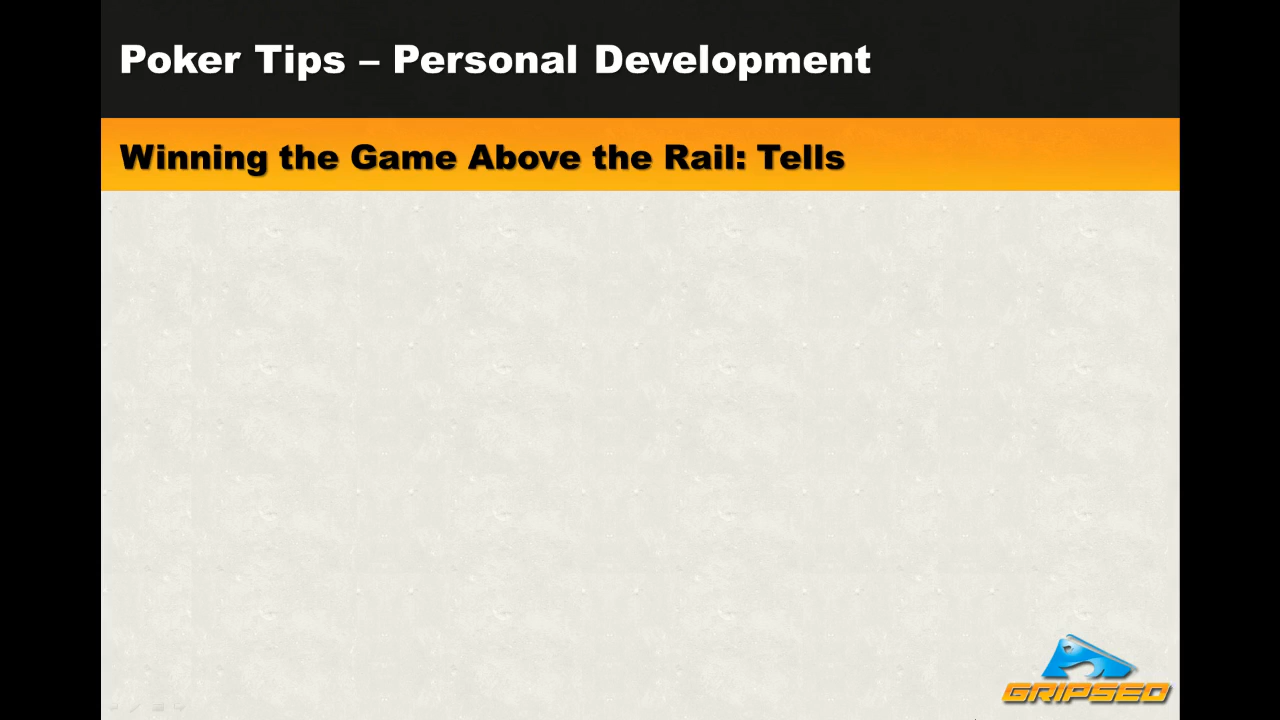 Poker Tips – Personal Development
Winning the Game Above the Rail: Tells
GRIPSED